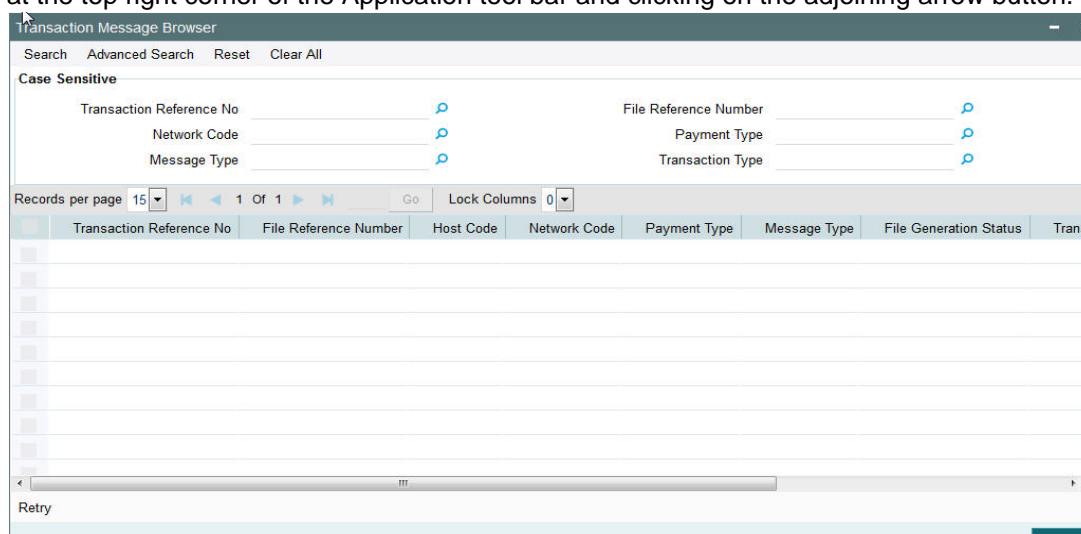 at the top right corner of the Application tool bar and clicking on the adjoining arrow button.
Transaction Message Browser
Search Advanced Search Reset Clear All
Case Sensitive
Transaction Reference No File Reference Number
Network Code Payment Type
Message Type Transaction Type
Records per page 15 1 Of 1 Go Lock Columns 0
Transaction Reference No File Reference Number Host Code Network Code Payment Type Message Type File Generation Status Tran
Retry